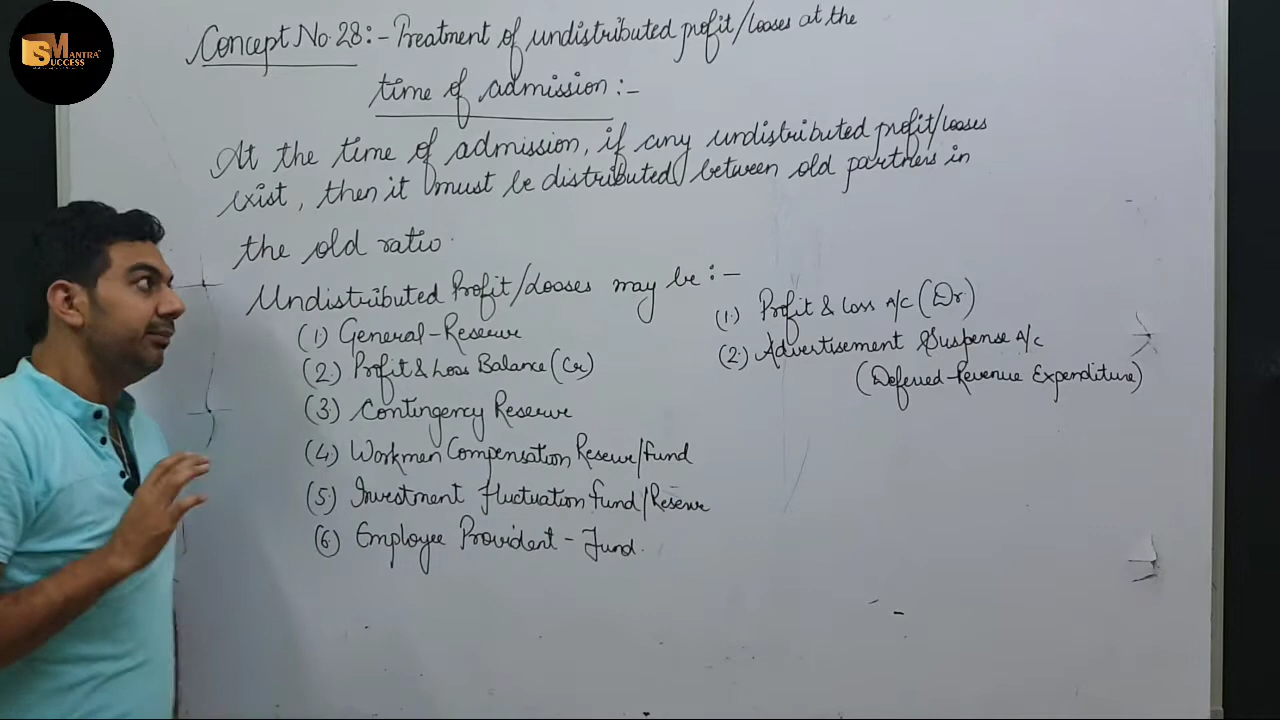 SMANTRA
SUCCESS
Concept No. 28:- Treatment of undistributed profit/losses at the
time of admission:-
At the time of admission, if any undistributed profit/losses
exist, then it must be distributed between old partners in
the old ratio.
Undistributed Profit/Losses may be:-
(1) General-Reserve
(2) Profit & Loss Balance (Cr)
(3) Contingency Reserve
(4) Workmen Compensation Reserve/fund
(5) Investment fluctuation fund/Reserve
(6) Employee Provident-Fund.
(1) Profit & Loss A/C (Dr)
(2) Advertisement Suspense A/c
(Deferred-Revenue Expenditure)